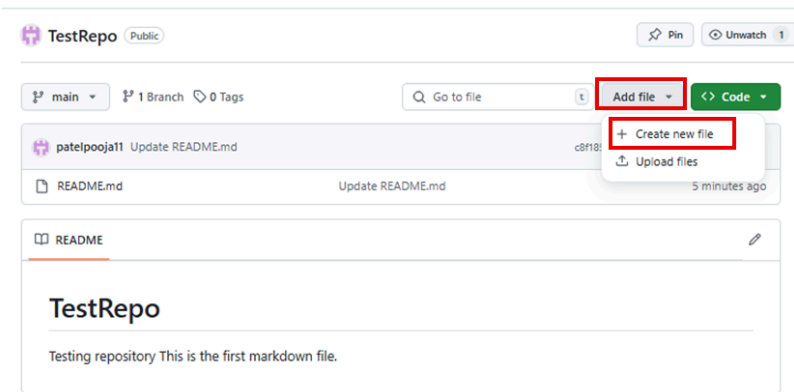 TestRepo Public Pin Unwatch 1
main 1 Branch 0 Tags Go to file t Add file <> Code
+ Create new file
patelpooja11 Update README.md
Upload files
README.md Update README.md 5 minutes ago
README
TestRepo
Testing repository This is the first markdown file.